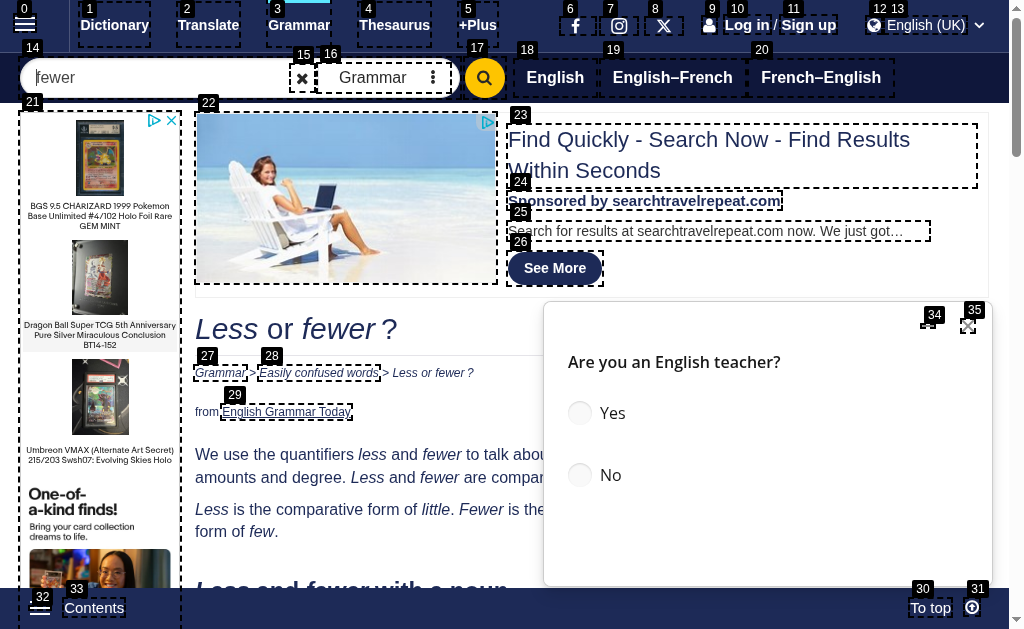 0
1
2
3
4
5
6
7
8
9
10
11
12
13
Dictionary
Translate
Grammar
Thesaurus
+Plus
Log in / Sign up
English (UK)
14
15
16
17
18
19
20
fewer
Grammar
English
English–French
French–English
21
22
23
BGS 9.5 CHARIZARD 1999 Pokemon
Base Unlimited #4/102 Holo Foil Rare
GEM MINT
Dragon Ball Super TCG 5th Anniversary
Pure Silver Miraculous Conclusion
BT14-152
Umbreon VMAX (Alternate Art Secret)
215/203 Swsh07: Evolving Skies Holo
One-of-
a-kind finds!
Bring your card collection
dreams to life.
Find Quickly - Search Now - Find Results
Within Seconds
24
Sponsored by searchtravelrepeat.com
25
Search for results at searchtravelrepeat.com now. We just got…
26
See More
Less or fewer ?
27
28
Grammar > Easily confused words > Less or fewer ?
29
from English Grammar Today
We use the quantifiers less and fewer to talk abou
amounts and degree. Less and fewer are compar
Less is the comparative form of little. Fewer is the
form of few.
Less and fewer with a noun
34
35
Are you an English teacher?
Yes
No
32
33
Contents
30
31
To top